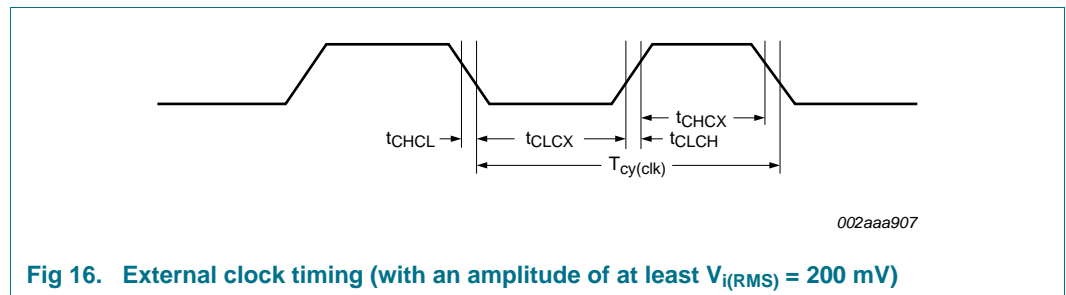 tCHCX
tCHCL
tCLCX
tCLCH
Tcy(clk)
002aaa907
Fig 16. External clock timing (with an amplitude of at least Vi(RMS) = 200 mV)